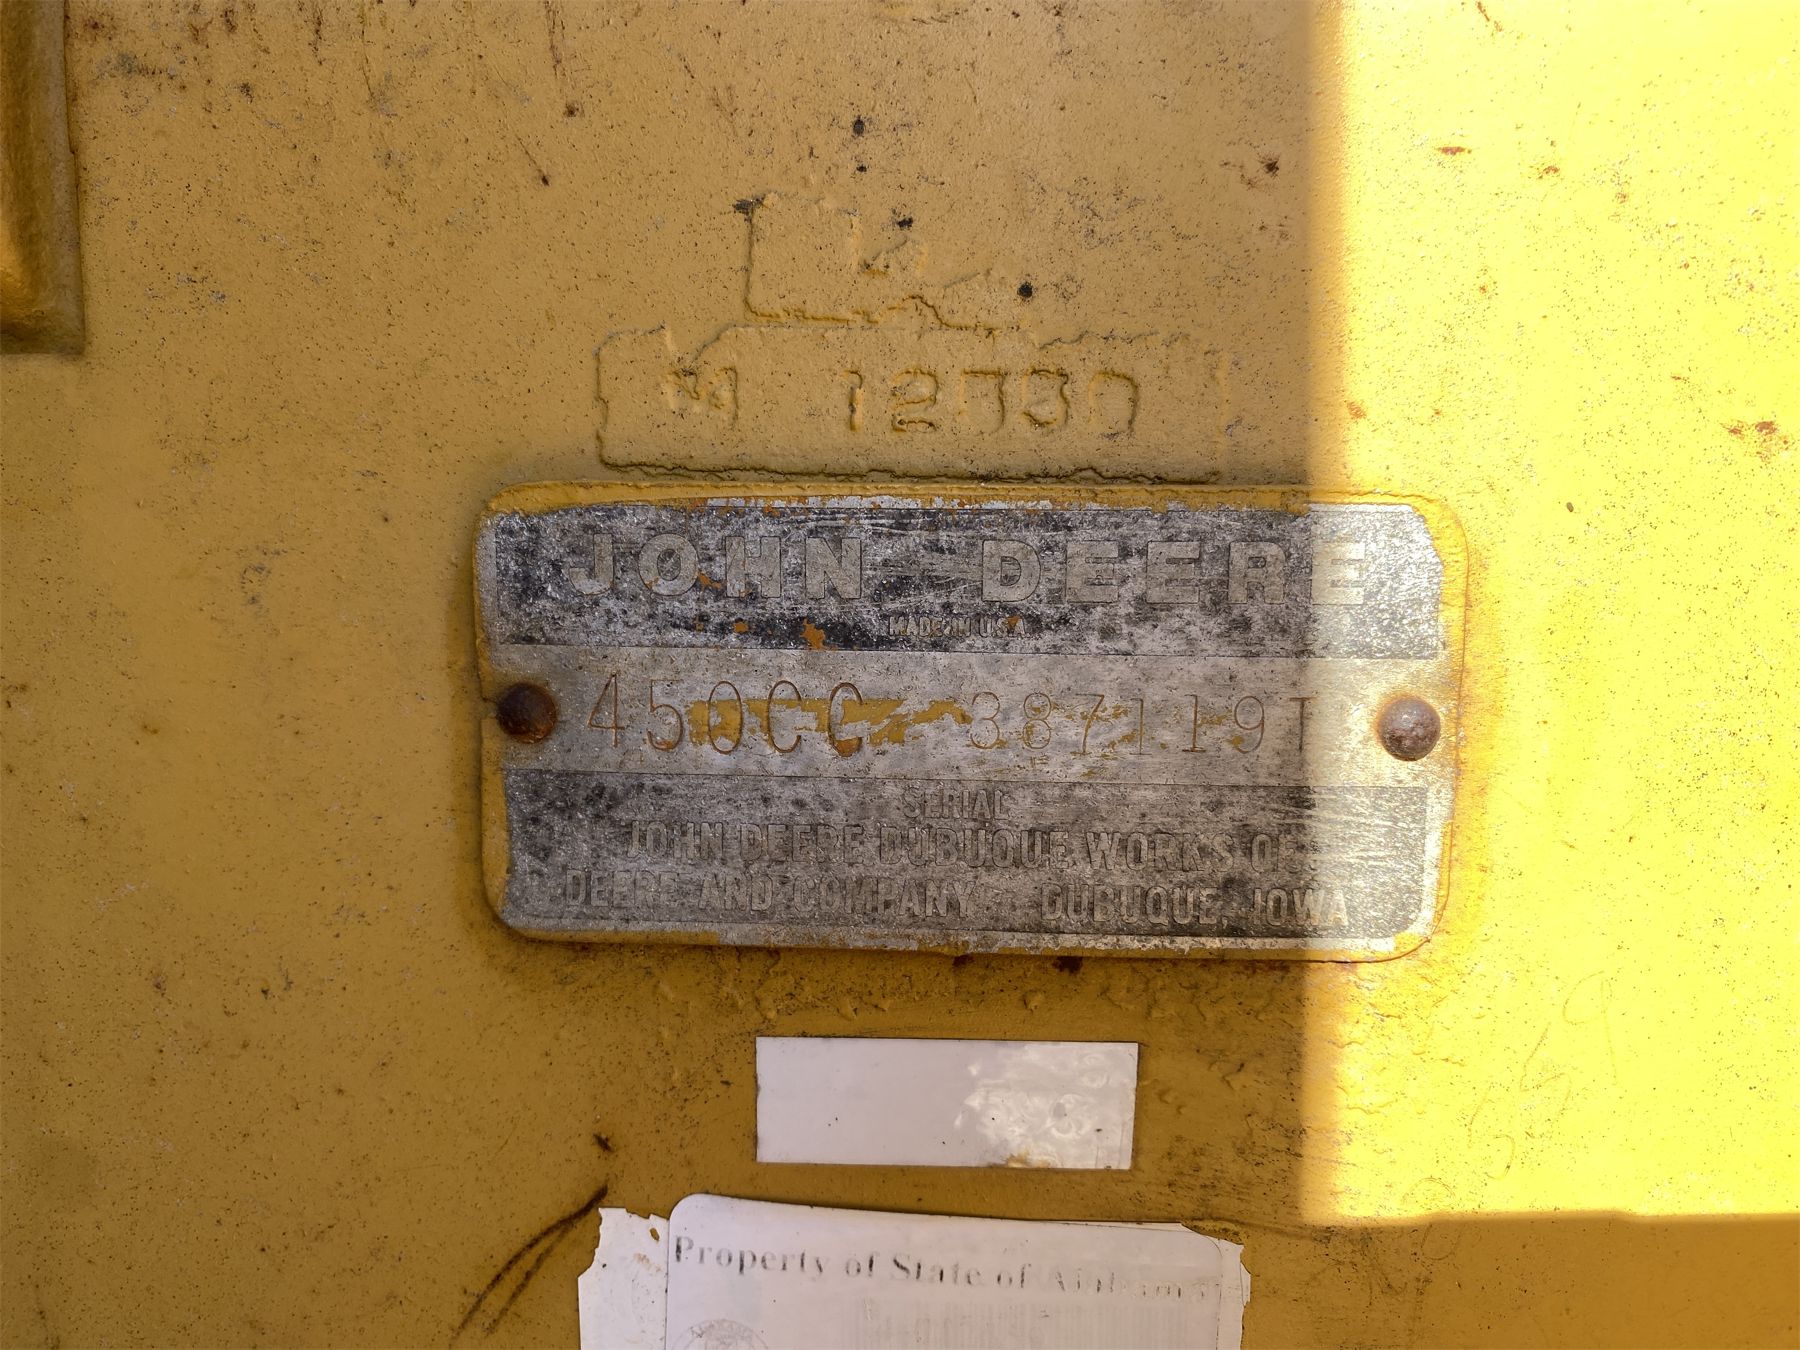 JOHN DEERE
MADE IN U.S.A.
450CC 387119T
SERIAL
JOHN DEERE DUBUQUE WORKS OF
DEERE AND COMPANY DUBUQUE, IOWA
Property of State of Alabama